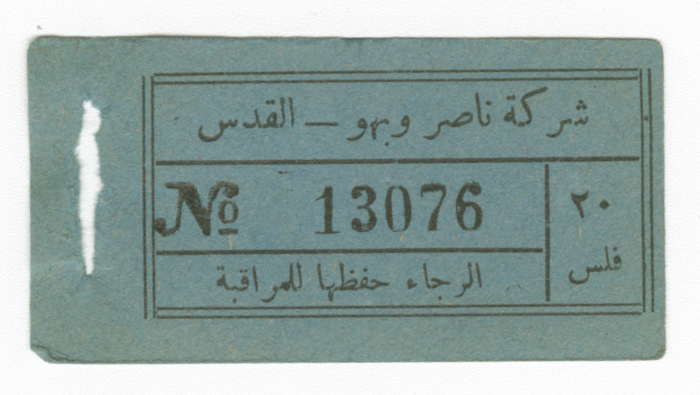 شركة ناصر وبهو – القدس
№ 13076
٢٠
فلس
الرجاء حفظها للمراقبة